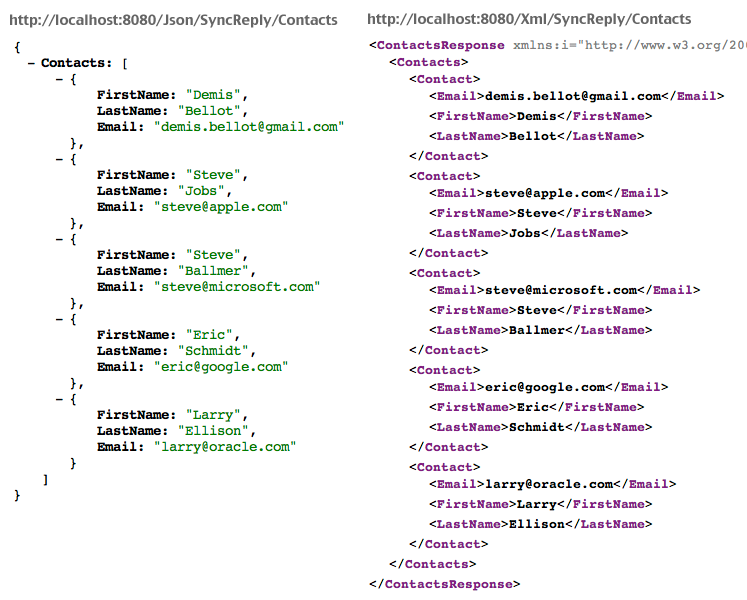 http://localhost:8080/Json/SyncReply/Contacts
{
− Contacts: [
− {
FirstName: "Demis",
LastName: "Bellot",
Email: "demis.bellot@gmail.com"
},
− {
FirstName: "Steve",
LastName: "Jobs",
Email: "steve@apple.com"
},
− {
FirstName: "Steve",
LastName: "Ballmer",
Email: "steve@microsoft.com"
},
− {
FirstName: "Eric",
LastName: "Schmidt",
Email: "eric@google.com"
},
− {
FirstName: "Larry",
LastName: "Ellison",
Email: "larry@oracle.com"
}
]
}
http://localhost:8080/Xml/SyncReply/Contacts
<ContactsResponse xmlns:i="http://www.w3.org/200
<Contacts>
<Contact>
<Email>demis.bellot@gmail.com</Email>
<FirstName>Demis</FirstName>
<LastName>Bellot</LastName>
</Contact>
<Contact>
<Email>steve@apple.com</Email>
<FirstName>Steve</FirstName>
<LastName>Jobs</LastName>
</Contact>
<Contact>
<Email>steve@microsoft.com</Email>
<FirstName>Steve</FirstName>
<LastName>Ballmer</LastName>
</Contact>
<Contact>
<Email>eric@google.com</Email>
<FirstName>Eric</FirstName>
<LastName>Schmidt</LastName>
</Contact>
<Contact>
<Email>larry@oracle.com</Email>
<FirstName>Larry</FirstName>
<LastName>Ellison</LastName>
</Contact>
</Contacts>
</ContactsResponse>